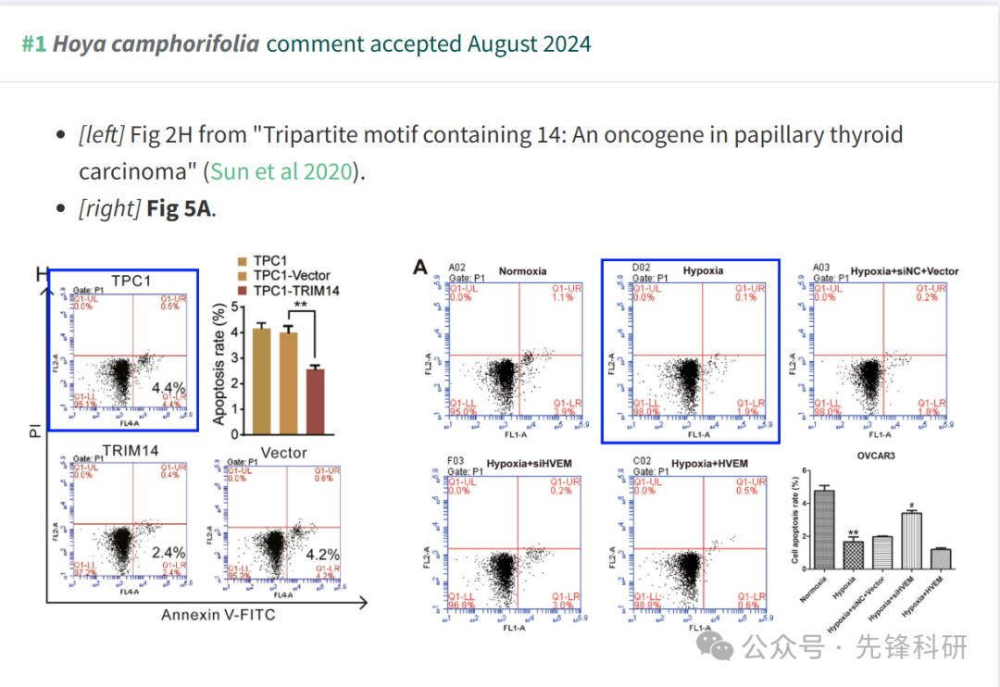 #1 Hoya camphorifolia comment accepted August 2024
• [left] Fig 2H from "Tripartite motif containing 14: An oncogene in papillary thyroid
carcinoma" (Sun et al 2020).
• [right] Fig 5A.
H
TPC1
Gate: P1
Q1-UL
0.0%
Q1-UR
0.5%
Q1-LL
95.1%
4.4%
Q1-LR
4.4%
FL2-A
FL4-A
TPC1
TPC1-Vector
TPC1-TRIM14
**
Apoptosis rate (%)
5
4
3
2
1
0
PI
TRIM14
Gate: P1
Q1-UL
0.0%
Q1-UR
0.4%
Q1-LL
97.2%
2.4%
Q1-LR
2.4%
FL2-A
FL4-A
Vector
Gate: P1
Q1-UL
0.0%
Q1-UR
0.6%
Q1-LL
4.2%
Q1-LR
4.2%
FL2-A
FL4-A
Annexin V-FITC
A
A02
Gate: P1
Normoxia
Q1-UL
0.0%
Q1-UR
1.1%
Q1-LL
95.0%
Q1-LR
3.9%
FL2-A
FL1-A
D02
Gate: P1
Hypoxia
Q1-UL
0.0%
Q1-UR
0.1%
Q1-LL
98.0%
Q1-LR
1.9%
FL2-A
FL1-A
A03
Gate: P1
Hypoxia+siNC+Vector
Q1-UL
0.0%
Q1-UR
0.2%
Q1-LL
98.0%
Q1-LR
1.8%
FL2-A
FL1-A
F03
Gate: P1
Hypoxia+siHVEM
Q1-UL
0.0%
Q1-UR
0.2%
Q1-LL
96.8%
Q1-LR
3.0%
FL2-A
FL1-A
C02
Gate: P1
Hypoxia+HVEM
Q1-UL
0.0%
Q1-UR
0.5%
Q1-LL
98.8%
Q1-LR
0.6%
FL2-A
FL1-A
OVCAR3
Cell apoptosis rate (%)
6
4
2
0
**
#
Normoxia
Hypoxia
Hypoxia+siNC+Vector
Hypoxia+siHVEM
Hypoxia+HVEM
公众号 · 先锋科研